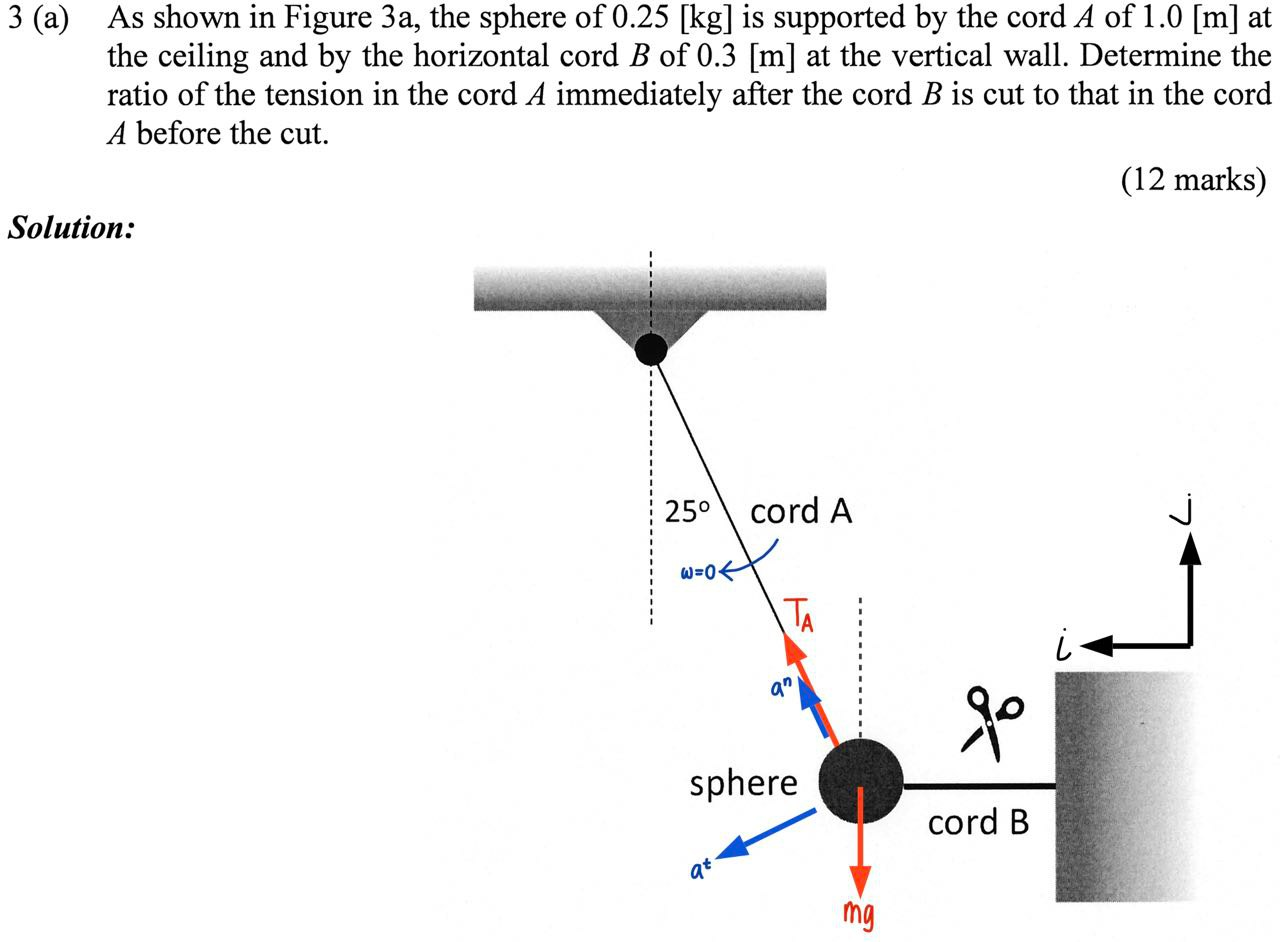 3 (a) As shown in Figure 3a, the sphere of 0.25 [kg] is supported by the cord A of 1.0 [m] at
the ceiling and by the horizontal cord B of 0.3 [m] at the vertical wall. Determine the
ratio of the tension in the cord A immediately after the cord B is cut to that in the cord
A before the cut.
(12 marks)
Solution:
25° cord A
j
ω=0
T_A
i
aⁿ
sphere
cord B
aᵗ
mg